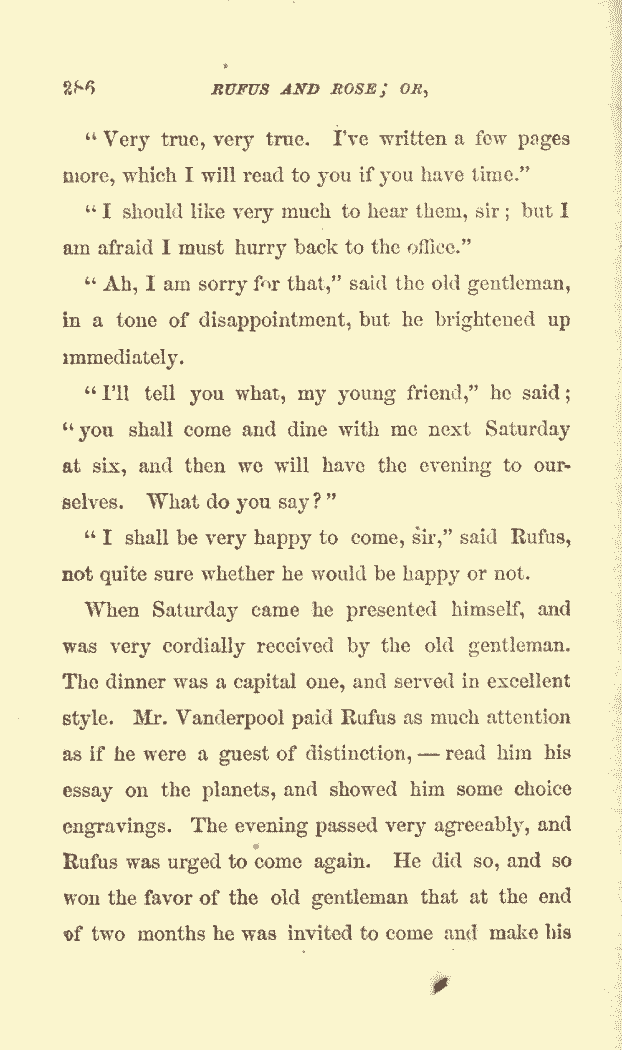 286 RUFUS AND ROSE; OR,
"Very true, very true. I've written a few pages
more, which I will read to you if you have time."
"I should like very much to hear them, sir; but I
am afraid I must hurry back to the office."
"Ah, I am sorry for that," said the old gentleman,
in a tone of disappointment, but he brightened up
immediately.
"I'll tell you what, my young friend," he said;
"you shall come and dine with me next Saturday
at six, and then we will have the evening to our-
selves. What do you say?"
"I shall be very happy to come, sir," said Rufus,
not quite sure whether he would be happy or not.
When Saturday came he presented himself, and
was very cordially received by the old gentleman.
The dinner was a capital one, and served in excellent
style. Mr. Vanderpool paid Rufus as much attention
as if he were a guest of distinction, — read him his
essay on the planets, and showed him some choice
engravings. The evening passed very agreeably, and
Rufus was urged to come again. He did so, and so
won the favor of the old gentleman that at the end
of two months he was invited to come and make his